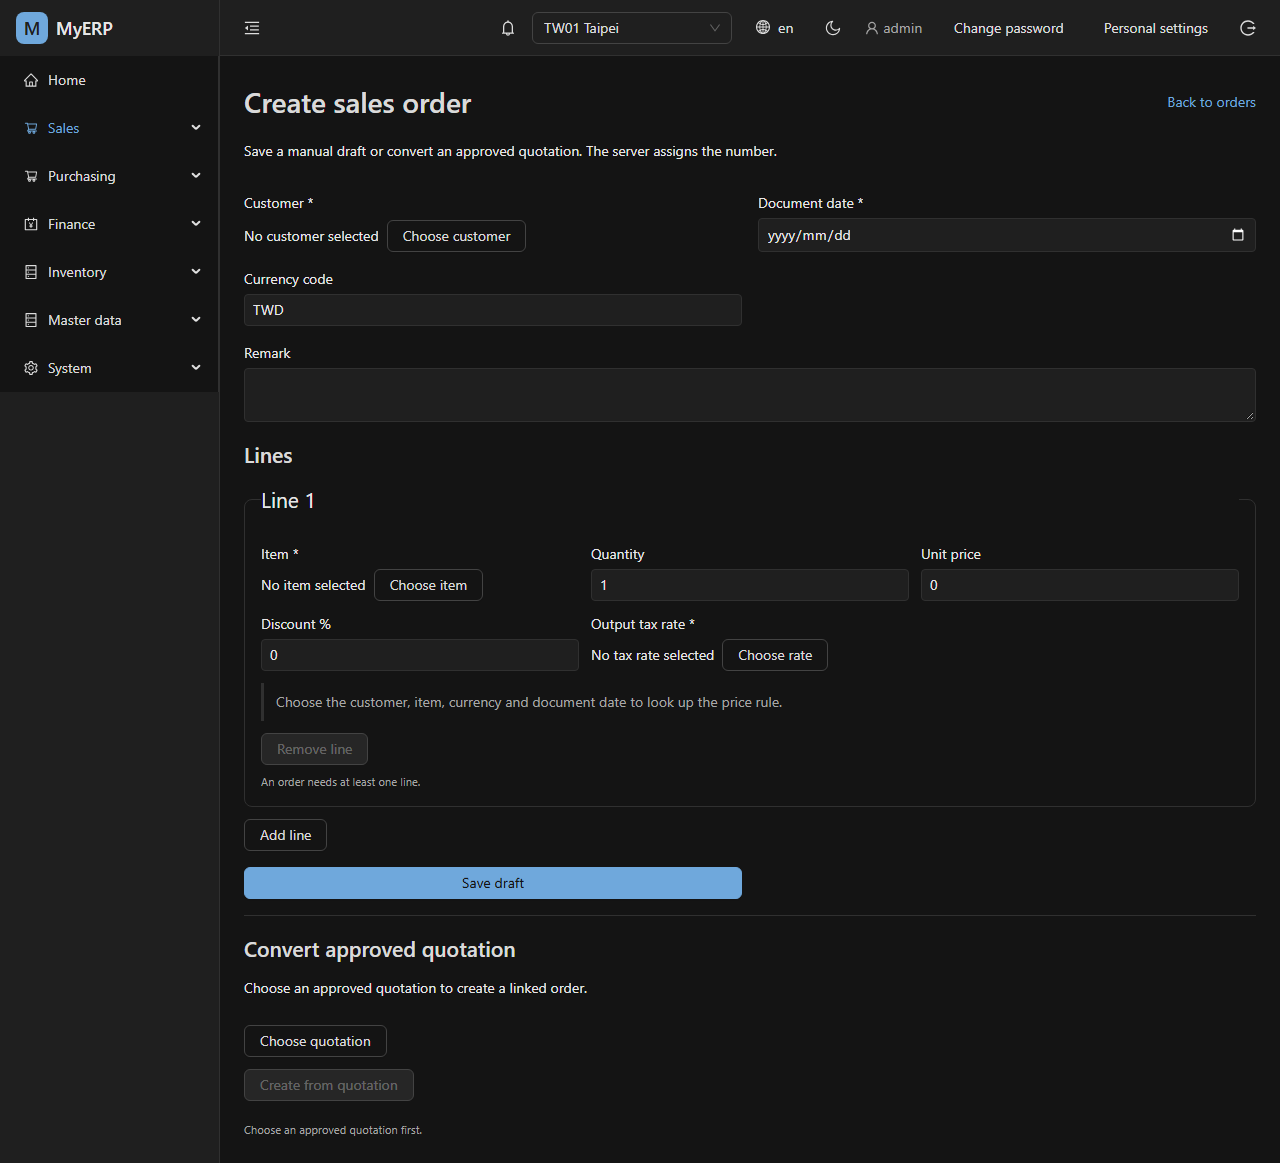 M MyERP
TW01 Taipei
en
admin
Change password
Personal settings
Home
Sales
Purchasing
Finance
Inventory
Master data
System
Create sales order
Back to orders
Save a manual draft or convert an approved quotation. The server assigns the number.
Customer *
Document date *
No customer selected
Choose customer
yyyy/mm/dd
Currency code
TWD
Remark
Lines
Line 1
Item *
Quantity
Unit price
No item selected
Choose item
1
0
Discount %
Output tax rate *
0
No tax rate selected
Choose rate
Choose the customer, item, currency and document date to look up the price rule.
Remove line
An order needs at least one line.
Add line
Save draft
Convert approved quotation
Choose an approved quotation to create a linked order.
Choose quotation
Create from quotation
Choose an approved quotation first.